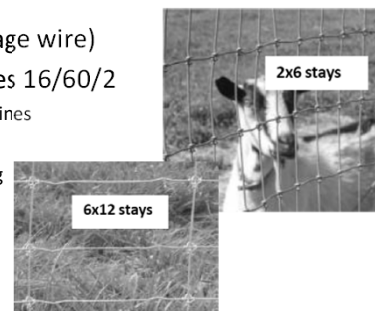 age wire)
es 16/60/2
ines
g
2x6 stays
6x12 stays